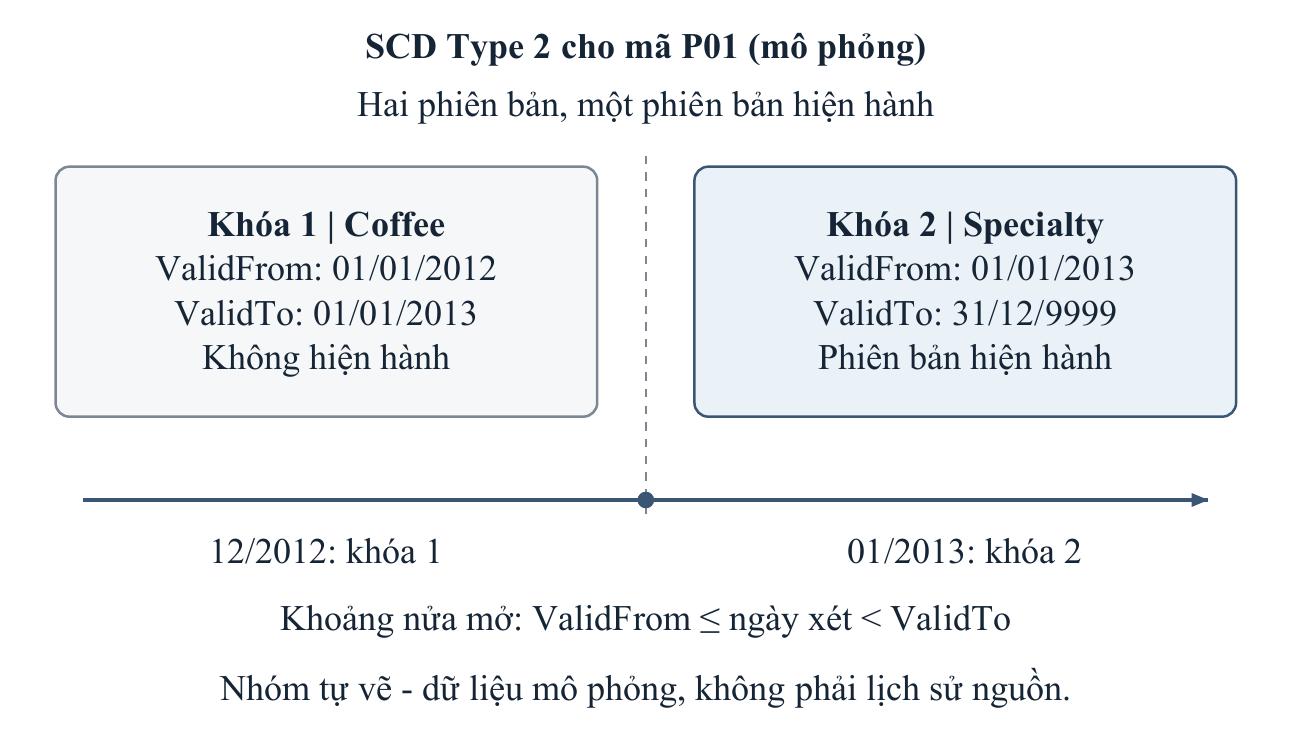 SCD Type 2 cho mã P01 (mô phỏng)
Hai phiên bản, một phiên bản hiện hành
Khóa 1 | Coffee
ValidFrom: 01/01/2012
ValidTo: 01/01/2013
Không hiện hành
Khóa 2 | Specialty
ValidFrom: 01/01/2013
ValidTo: 31/12/9999
Phiên bản hiện hành
12/2012: khóa 1
01/2013: khóa 2
Khoảng nửa mở: ValidFrom ≤ ngày xét < ValidTo
Nhóm tự vẽ - dữ liệu mô phỏng, không phải lịch sử nguồn.